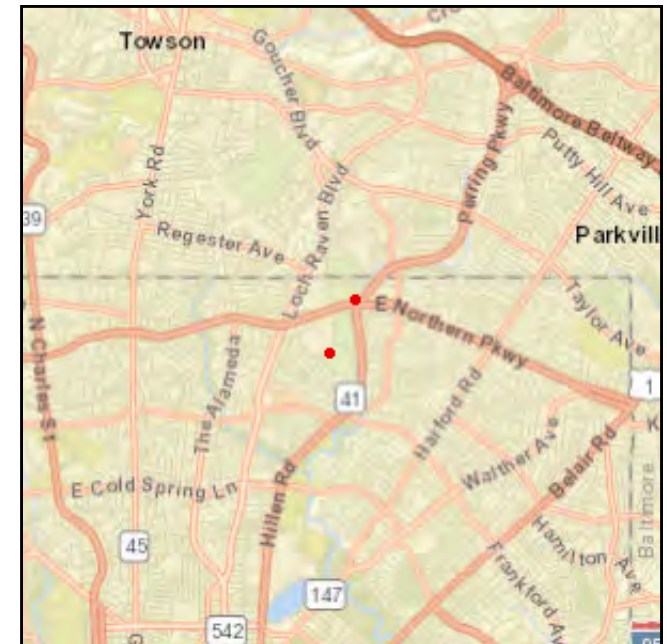 Towson
Goucher Blvd
Baltimore Beltway
Perring Pkwy
Putty Hill Ave
York Rd
Loch Raven Blvd
39
Regester Ave
Parkvill
E Northern Pkwy
Taylor Ave
N Charles St
The Alameda
1
41
Harford Rd
K
Walther Ave
Belair Rd
E Cold Spring Ln
Hillen Rd
Baltimore
Hamilton Ave
45
Frankford Av
147
542
95